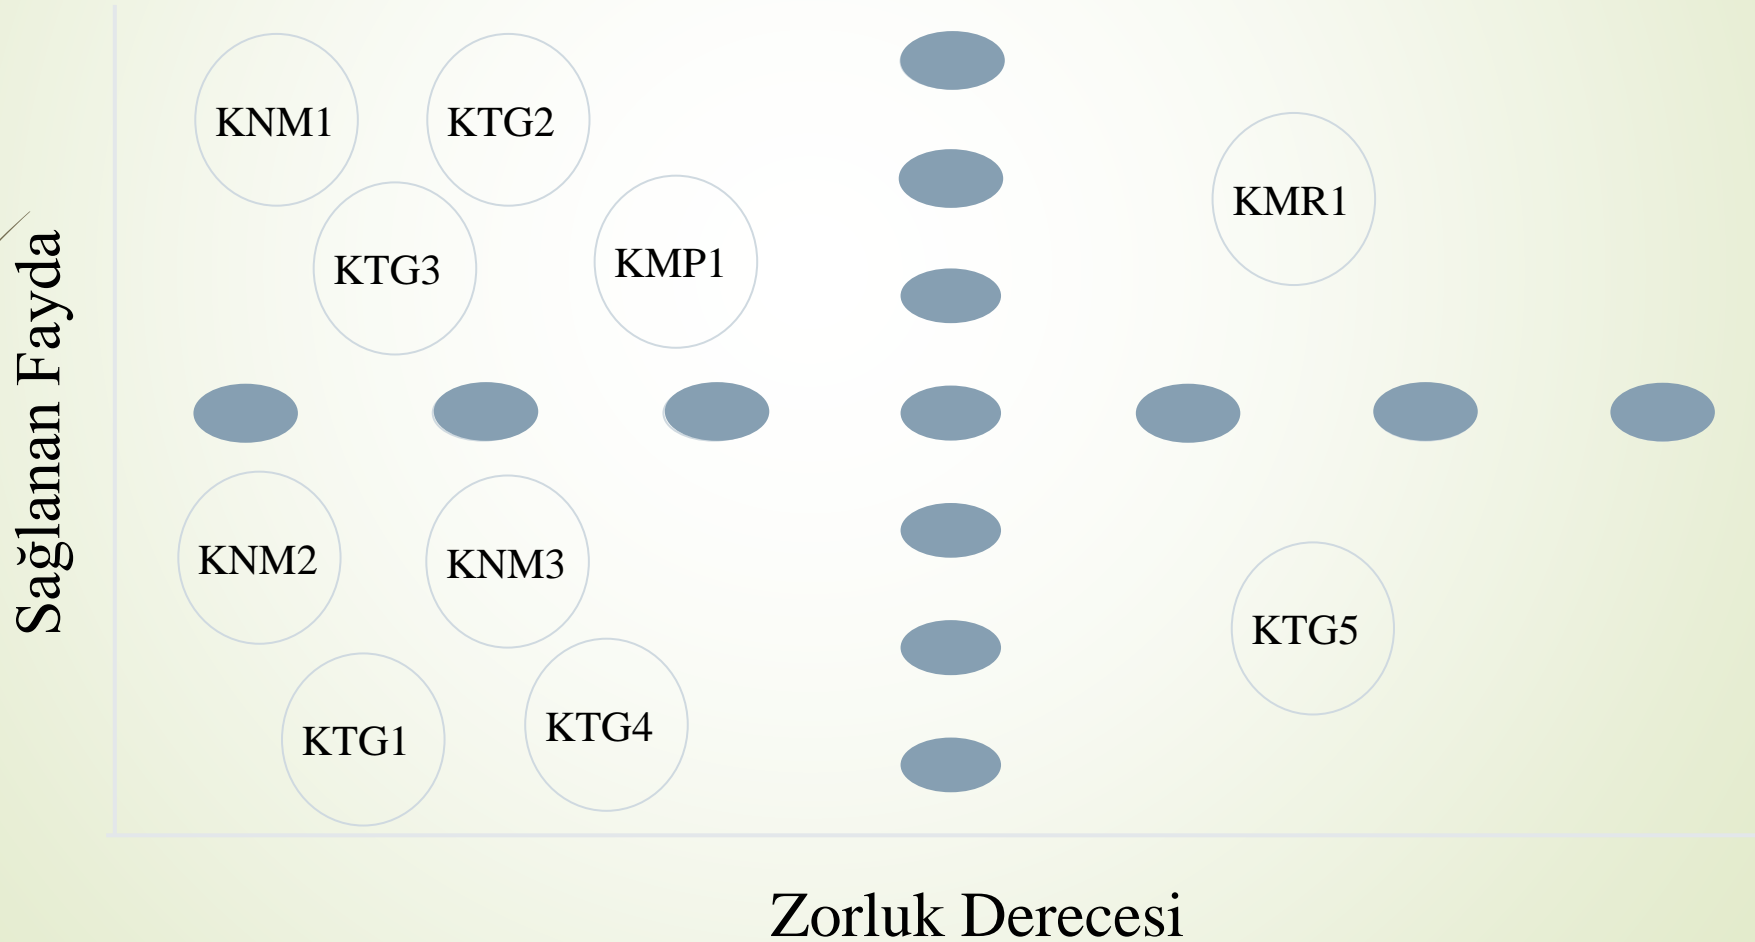 KNM1
KTG2
KMR1
KTG3
KMP1
Sağlanan Fayda
KNM2
KNM3
KTG5
KTG1
KTG4
Zorluk Derecesi